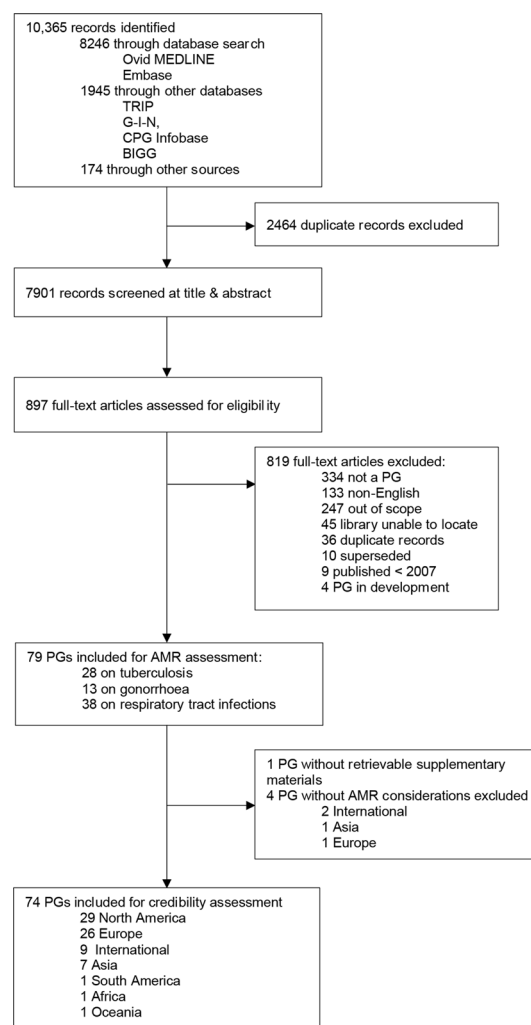 10,365 records identified
8246 through database search
Ovid MEDLINE
Embase
1945 through other databases
TRIP
G-I-N,
CPG Infobase
BIGG
174 through other sources
2464 duplicate records excluded
7901 records screened at title & abstract
897 full-text articles assessed for eligibility
819 full-text articles excluded:
334 not a PG
133 non-English
247 out of scope
45 library unable to locate
36 duplicate records
10 superseded
9 published < 2007
4 PG in development
79 PGs included for AMR assessment:
28 on tuberculosis
13 on gonorrhoea
38 on respiratory tract infections
1 PG without retrievable supplementary
materials
4 PG without AMR considerations excluded
2 International
1 Asia
1 Europe
74 PGs included for credibility assessment
29 North America
26 Europe
9 International
7 Asia
1 South America
1 Africa
1 Oceania